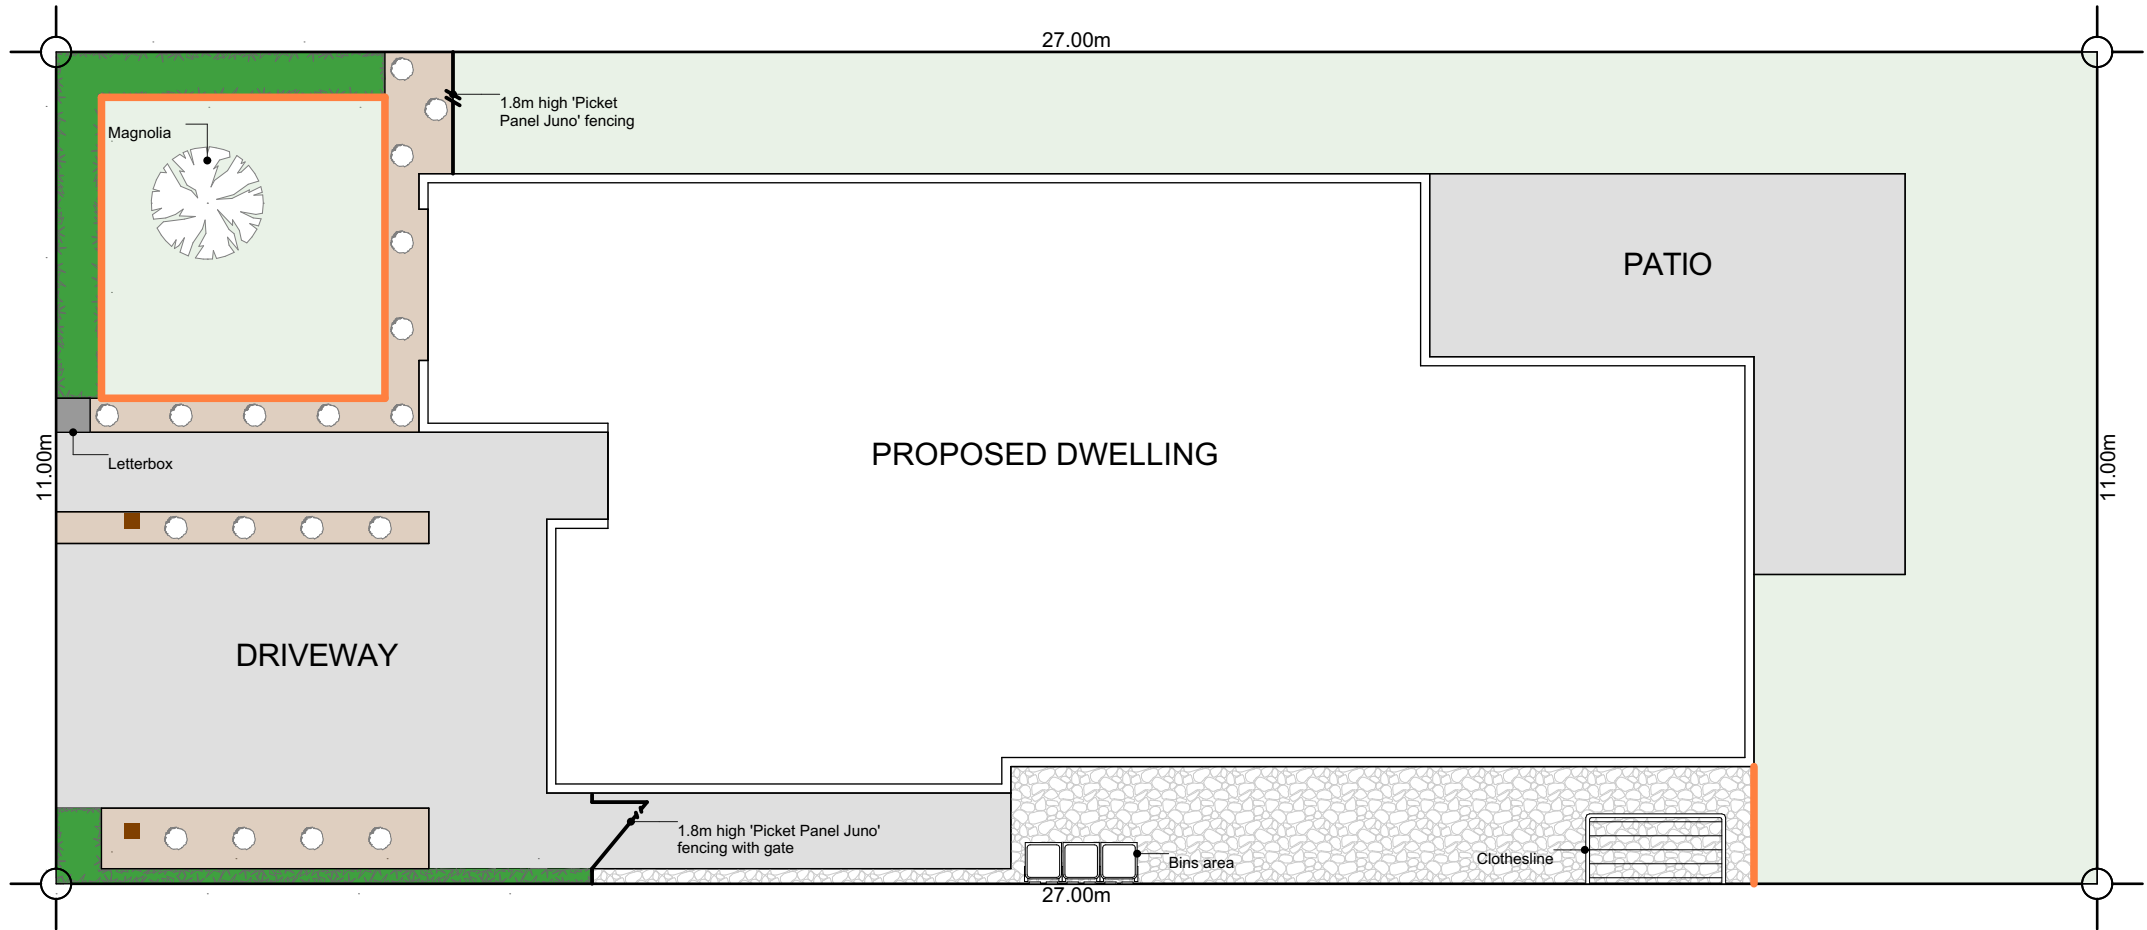 27.00m
1.8m high 'Picket
Panel Juno' fencing
Magnolia
PATIO
PROPOSED DWELLING
11.00m
11.00m
Letterbox
DRIVEWAY
1.8m high 'Picket Panel Juno'
fencing with gate
Bins area
Clothesline
27.00m